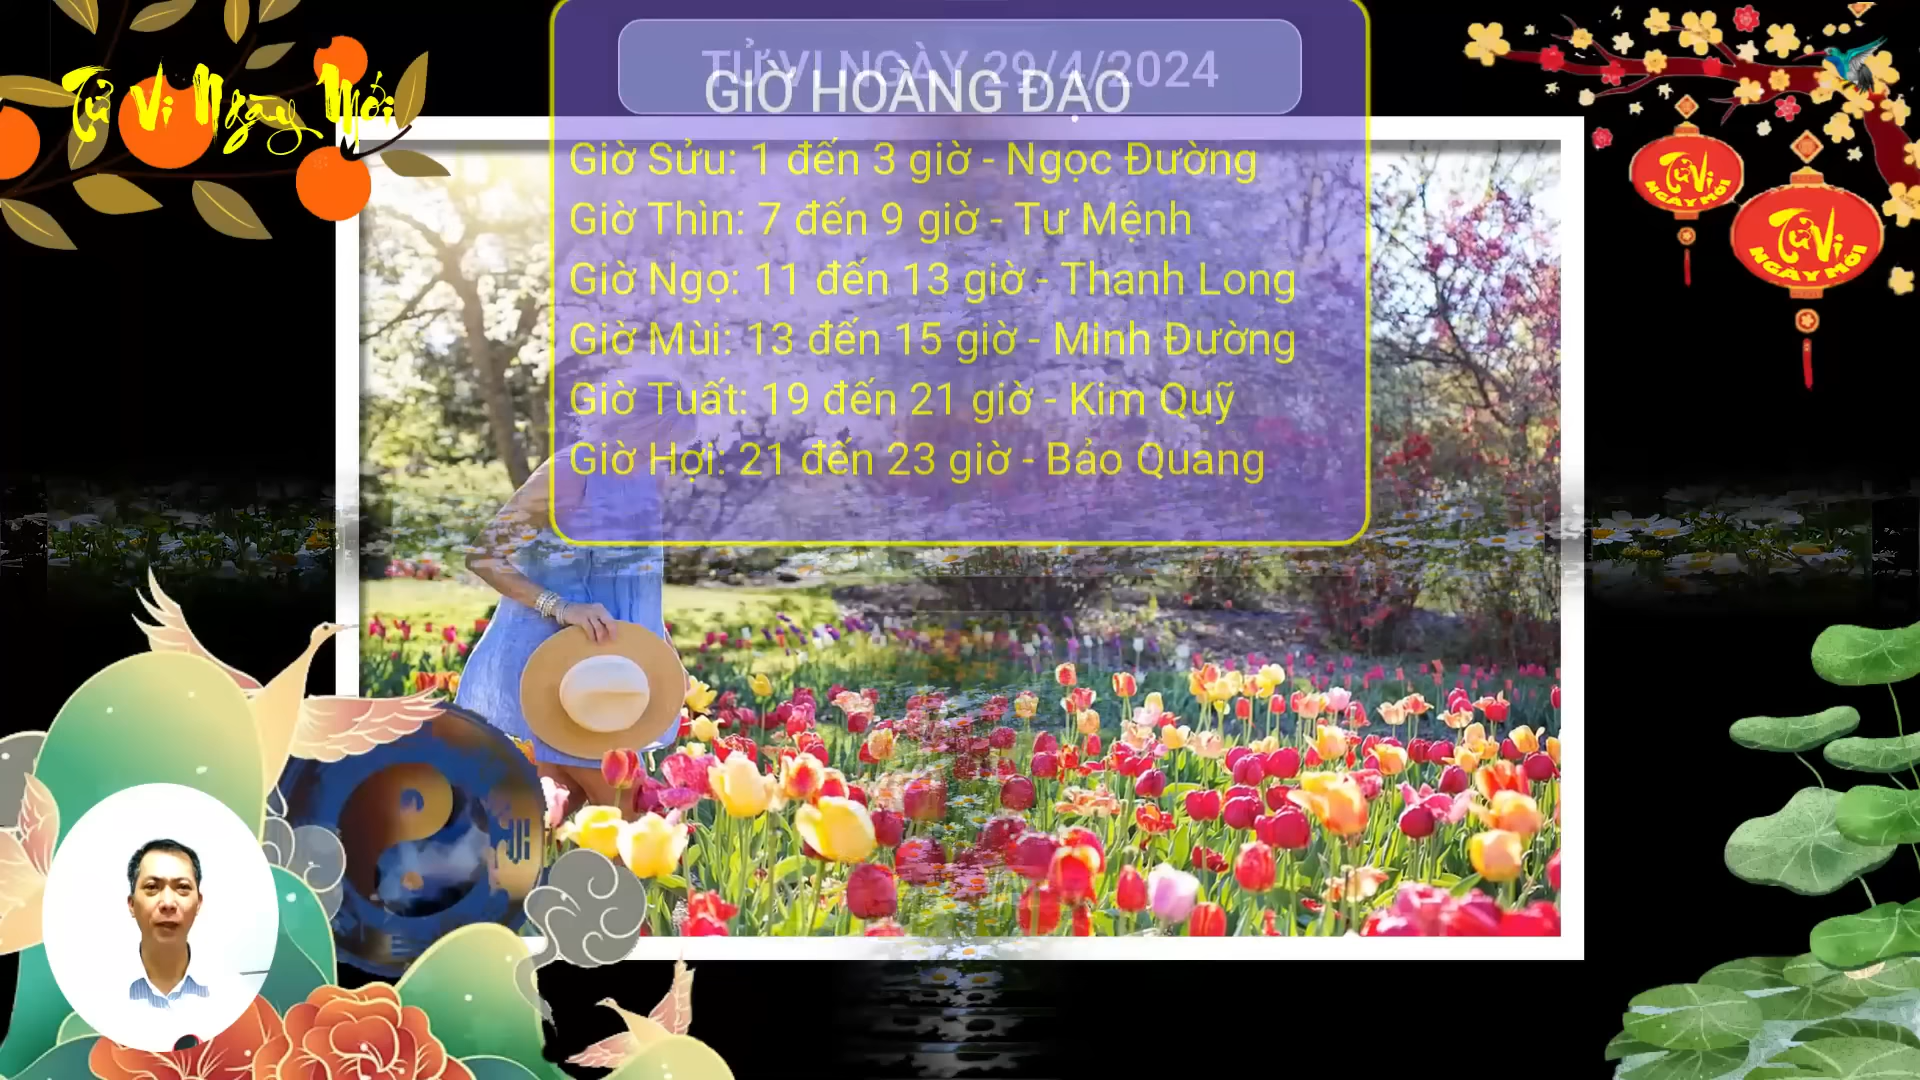 Tử Vi Ngày Mới
TỬ VI NGÀY 29/4/2024
GIỜ HOÀNG ĐẠO
Giờ Sửu: 1 đến 3 giờ - Ngọc Đường
Giờ Thìn: 7 đến 9 giờ - Tư Mệnh
Giờ Ngọ: 11 đến 13 giờ - Thanh Long
Giờ Mùi: 13 đến 15 giờ - Minh Đường
Giờ Tuất: 19 đến 21 giờ - Kim Quỹ
Giờ Hợi: 21 đến 23 giờ - Bảo Quang
Tử Vi
NGÀY MỚI
Tử Vi
NGÀY MỚI